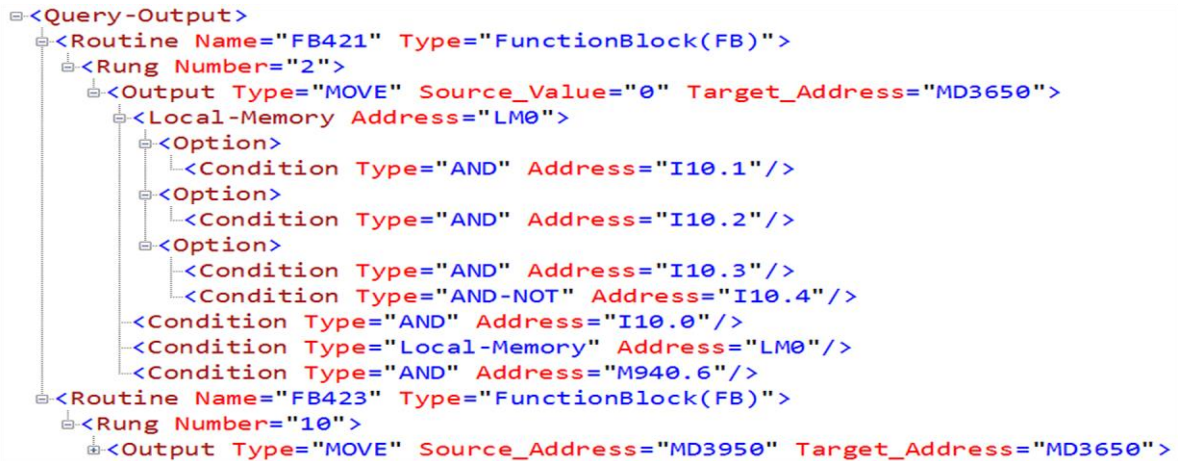 <Query-Output>
<Routine Name="FB421" Type="FunctionBlock(FB)">
<Rung Number="2">
<Output Type="MOVE" Source_Value="0" Target_Address="MD3650">
<Local-Memory Address="LM0">
<Option>
<Condition Type="AND" Address="I10.1"/>
<Option>
<Condition Type="AND" Address="I10.2"/>
<Option>
<Condition Type="AND" Address="I10.3"/>
<Condition Type="AND-NOT" Address="I10.4"/>
<Condition Type="AND" Address="I10.0"/>
<Condition Type="Local-Memory" Address="LM0"/>
<Condition Type="AND" Address="M940.6"/>
<Routine Name="FB423" Type="FunctionBlock(FB)">
<Rung Number="10">
<Output Type="MOVE" Source_Address="MD3950" Target_Address="MD3650">